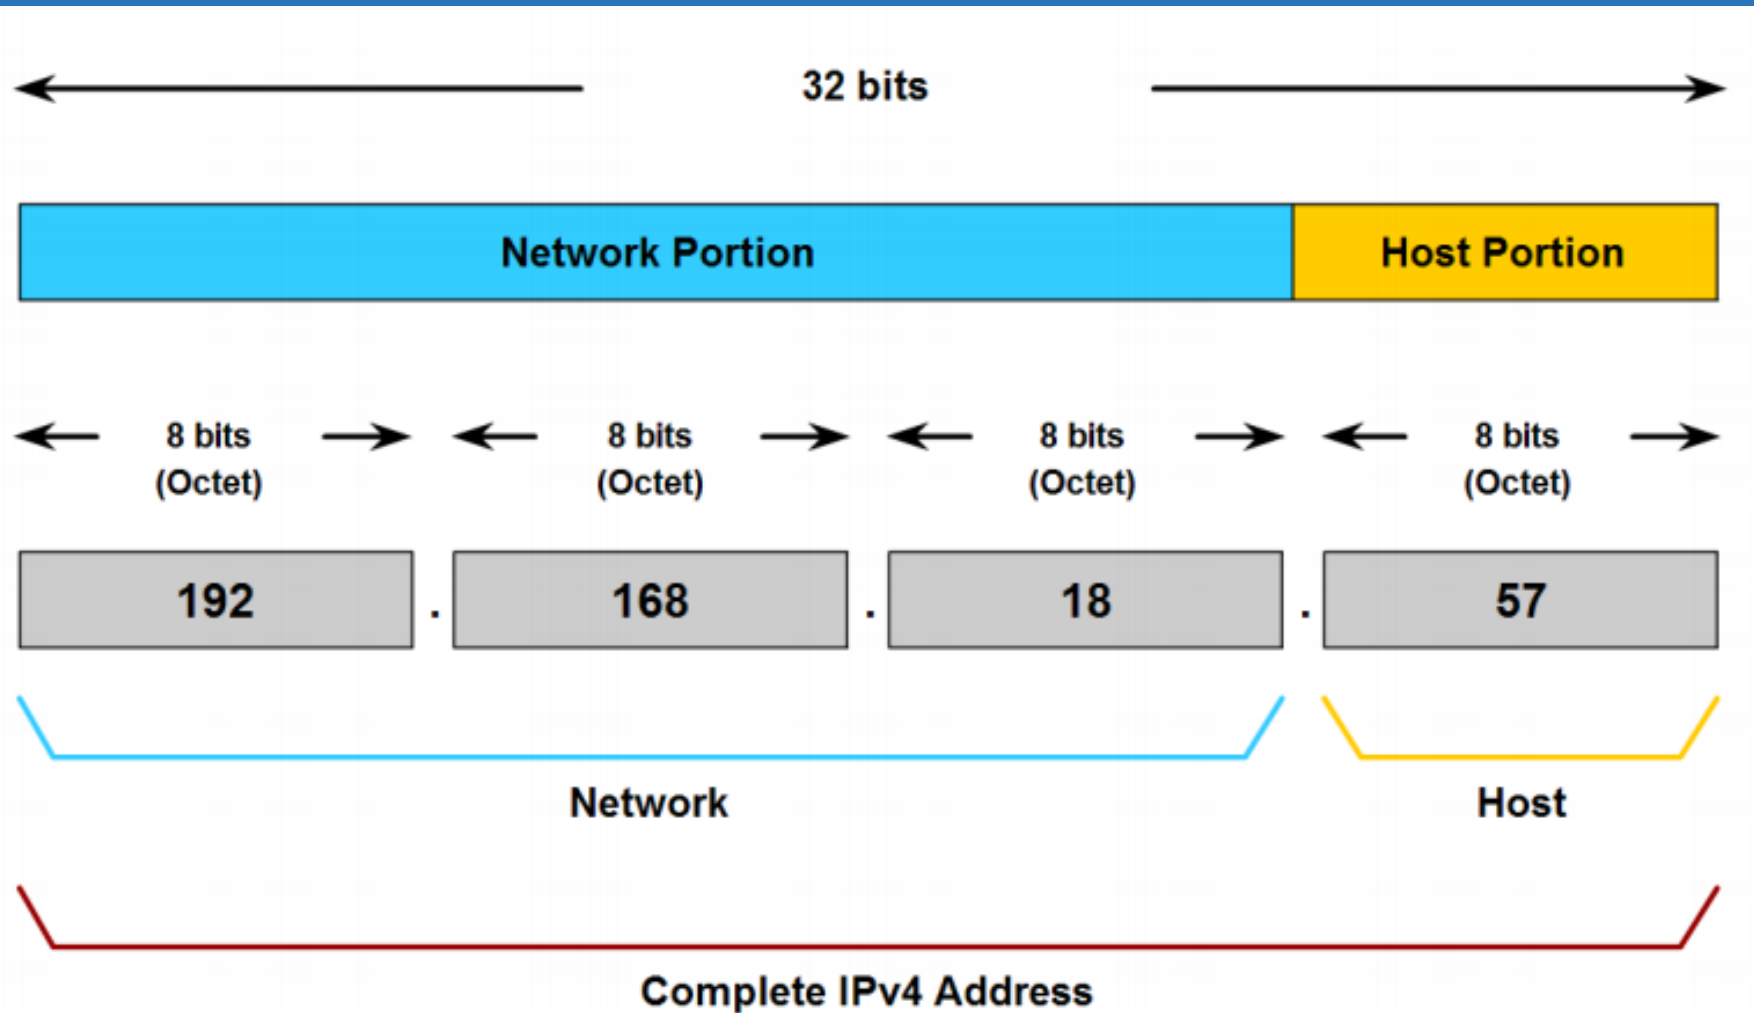 32 bits
Network Portion Host Portion
8 bits 8 bits 8 bits 8 bits
(Octet) (Octet) (Octet) (Octet)
192 . 168 . 18 . 57
Network Host
Complete IPv4 Address